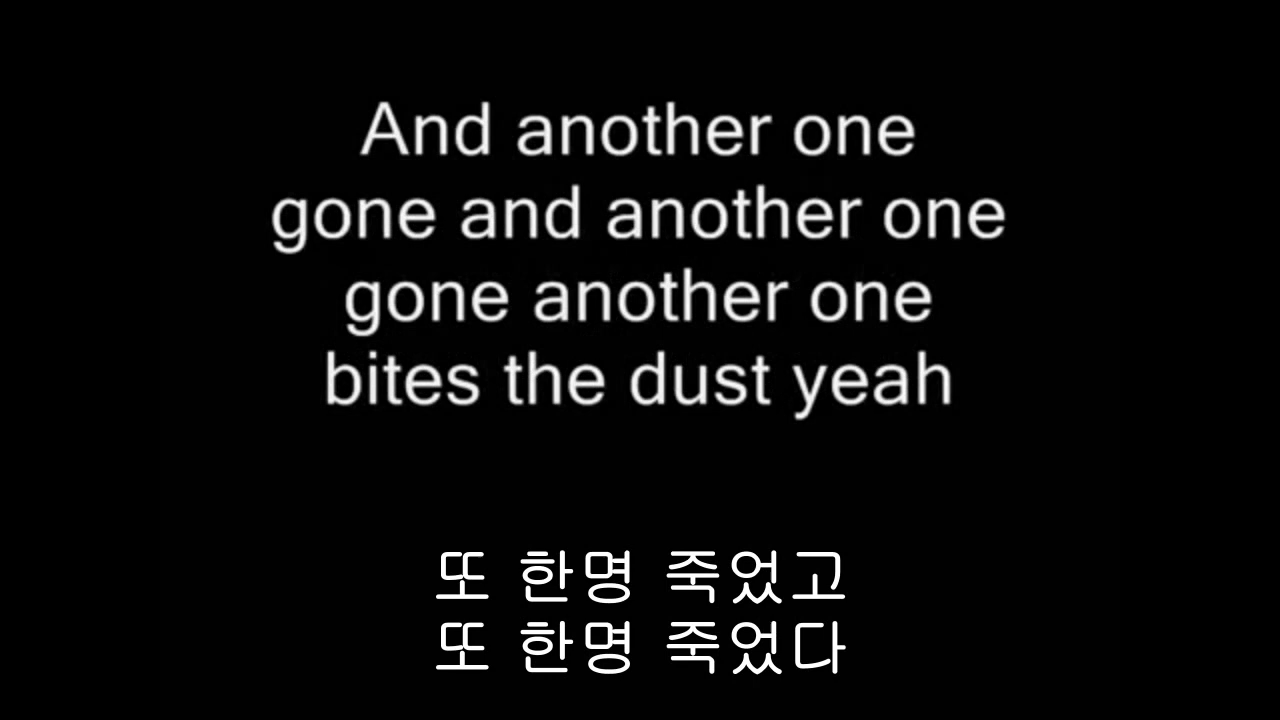 And another one
gone and another one
gone another one
bites the dust yeah
또 한명 죽었고
또 한명 죽었다